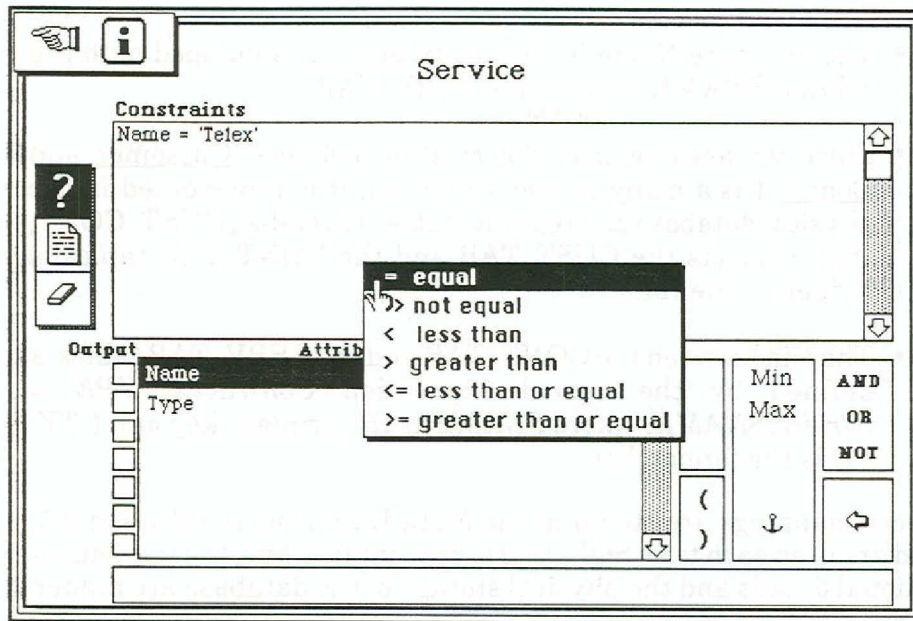 i
Service
Constraints
Name = 'Telex'
?
= equal
> not equal
< less than
> greater than
<= less than or equal
>= greater than or equal
Output
Attrib
Name
Type
Min
Max
AND
OR
NOT
(
)